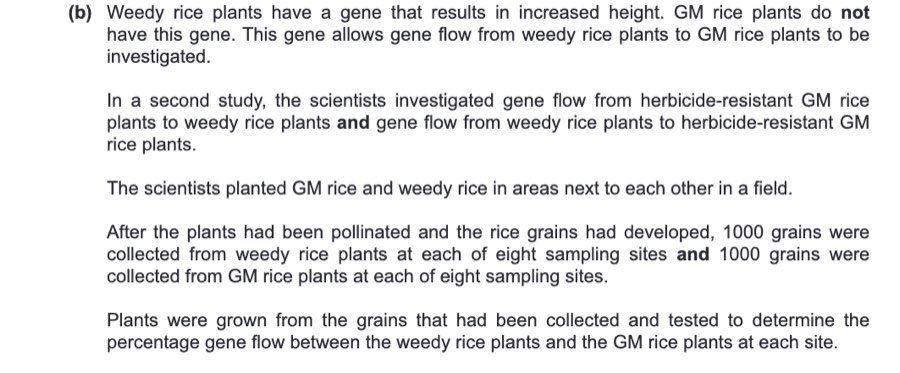 (b) Weedy rice plants have a gene that results in increased height. GM rice plants do not
have this gene. This gene allows gene flow from weedy rice plants to GM rice plants to be
investigated.
In a second study, the scientists investigated gene flow from herbicide-resistant GM rice
plants to weedy rice plants and gene flow from weedy rice plants to herbicide-resistant GM
rice plants.
The scientists planted GM rice and weedy rice in areas next to each other in a field.
After the plants had been pollinated and the rice grains had developed, 1000 grains were
collected from weedy rice plants at each of eight sampling sites and 1000 grains were
collected from GM rice plants at each of eight sampling sites.
Plants were grown from the grains that had been collected and tested to determine the
percentage gene flow between the weedy rice plants and the GM rice plants at each site.